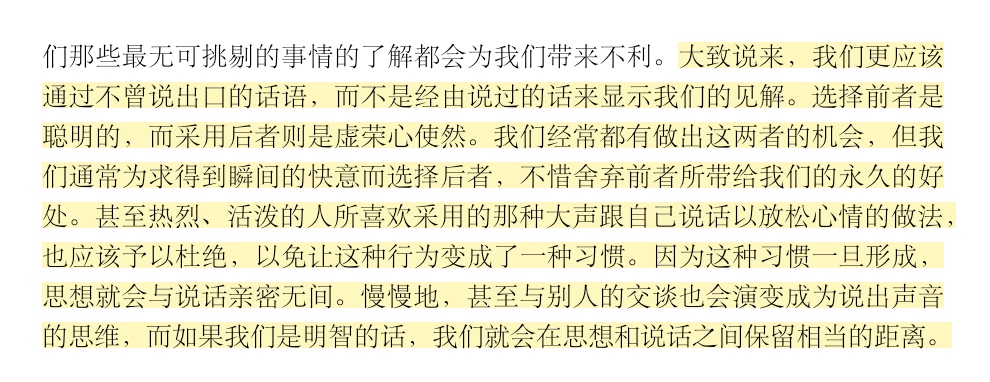 们那些最无可挑剔的事情的了解都会为我们带来不利。大致说来，我们更应该
通过不曾说出口的话语，而不是经由说过的话来显示我们的见解。选择前者是
聪明的，而采用后者则是虚荣心使然。我们经常都有做出这两者的机会，但我
们通常为求得到瞬间的快意而选择后者，不惜舍弃前者所带给我们的永久的好
处。甚至热烈、活泼的人所喜欢采用的那种大声跟自己说话以放松心情的做法，
也应该予以杜绝，以免让这种行为变成了一种习惯。因为这种习惯一旦形成，
思想就会与说话亲密无间。慢慢地，甚至与别人的交谈也会演变成为说出声音
的思维，而如果我们是明智的话，我们就会在思想和说话之间保留相当的距离。